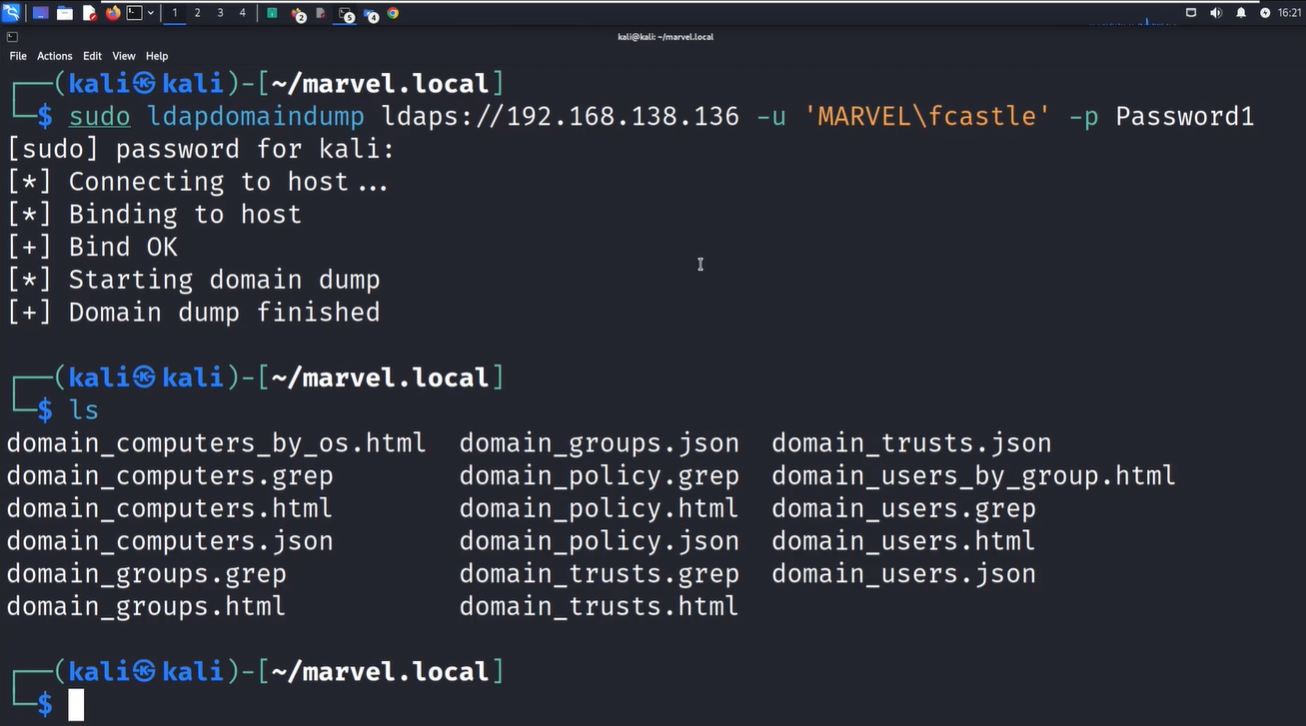 1 2 3 4 2 5 4 16:21
kali@kali: ~/marvel.local
File Actions Edit View Help
┌──(kali㉿kali)-[~/marvel.local]
└─$ sudo ldapdomaindump ldaps://192.168.138.136 -u 'MARVEL\fcastle' -p Password1
[sudo] password for kali:
[*] Connecting to host...
[*] Binding to host
[+] Bind OK
[*] Starting domain dump
[+] Domain dump finished
┌──(kali㉿kali)-[~/marvel.local]
└─$ ls
domain_computers_by_os.html domain_groups.json domain_trusts.json
domain_computers.grep domain_policy.grep domain_users_by_group.html
domain_computers.html domain_policy.html domain_users.grep
domain_computers.json domain_policy.json domain_users.html
domain_groups.grep domain_trusts.grep domain_users.json
domain_groups.html domain_trusts.html
┌──(kali㉿kali)-[~/marvel.local]
└─$